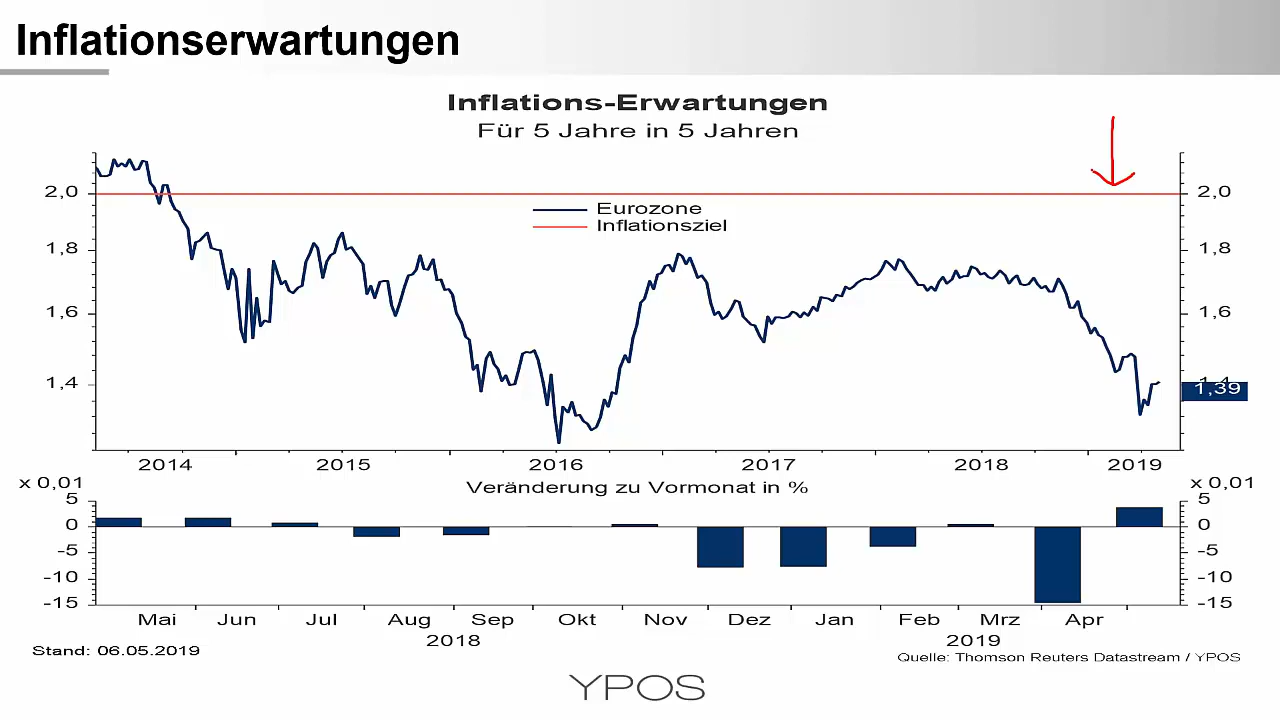 Inflationserwartungen
Inflations-Erwartungen
Für 5 Jahre in 5 Jahren
2,0 2,0
Eurozone
Inflationsziel
1,8 1,8
1,6 1,6
1,4 1,4
1,39
2014 2015 2016 2017 2018 2019
x 0,01 x 0,01
Veränderung zu Vormonat in %
5 5
0 0
-5 -5
-10 -10
-15 -15
Mai Jun Jul Aug Sep Okt Nov Dez Jan Feb Mrz Apr
2018 2019
Stand: 06.05.2019
Quelle: Thomson Reuters Datastream / YPOS
YPOS